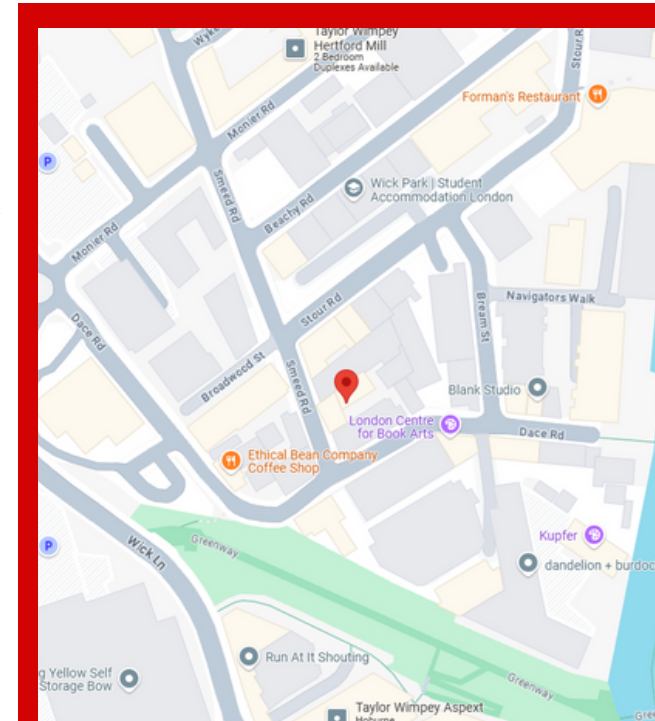 Taylor Wimpey
Hertford Mill
2 Bedroom
Duplexes Available
Wyke
Stour R
Forman's Restaurant
Monier Rd
P
Smeed Rd
Wick Park | Student
Accommodation London
Beachy Rd
Monier Rd
Dace Rd
Stour Rd
Bream St
Navigators Walk
Broadwood St
Smeed Rd
Blank Studio
London Centre
for Book Arts
Dace Rd
Ethical Bean Company
Coffee Shop
P
Wick Ln
Greenway
Kupfer
dandelion + burdoc
Run At It Shouting
g Yellow Self
Storage Bow
Greenway
Taylor Wimpey Aspext
Gree